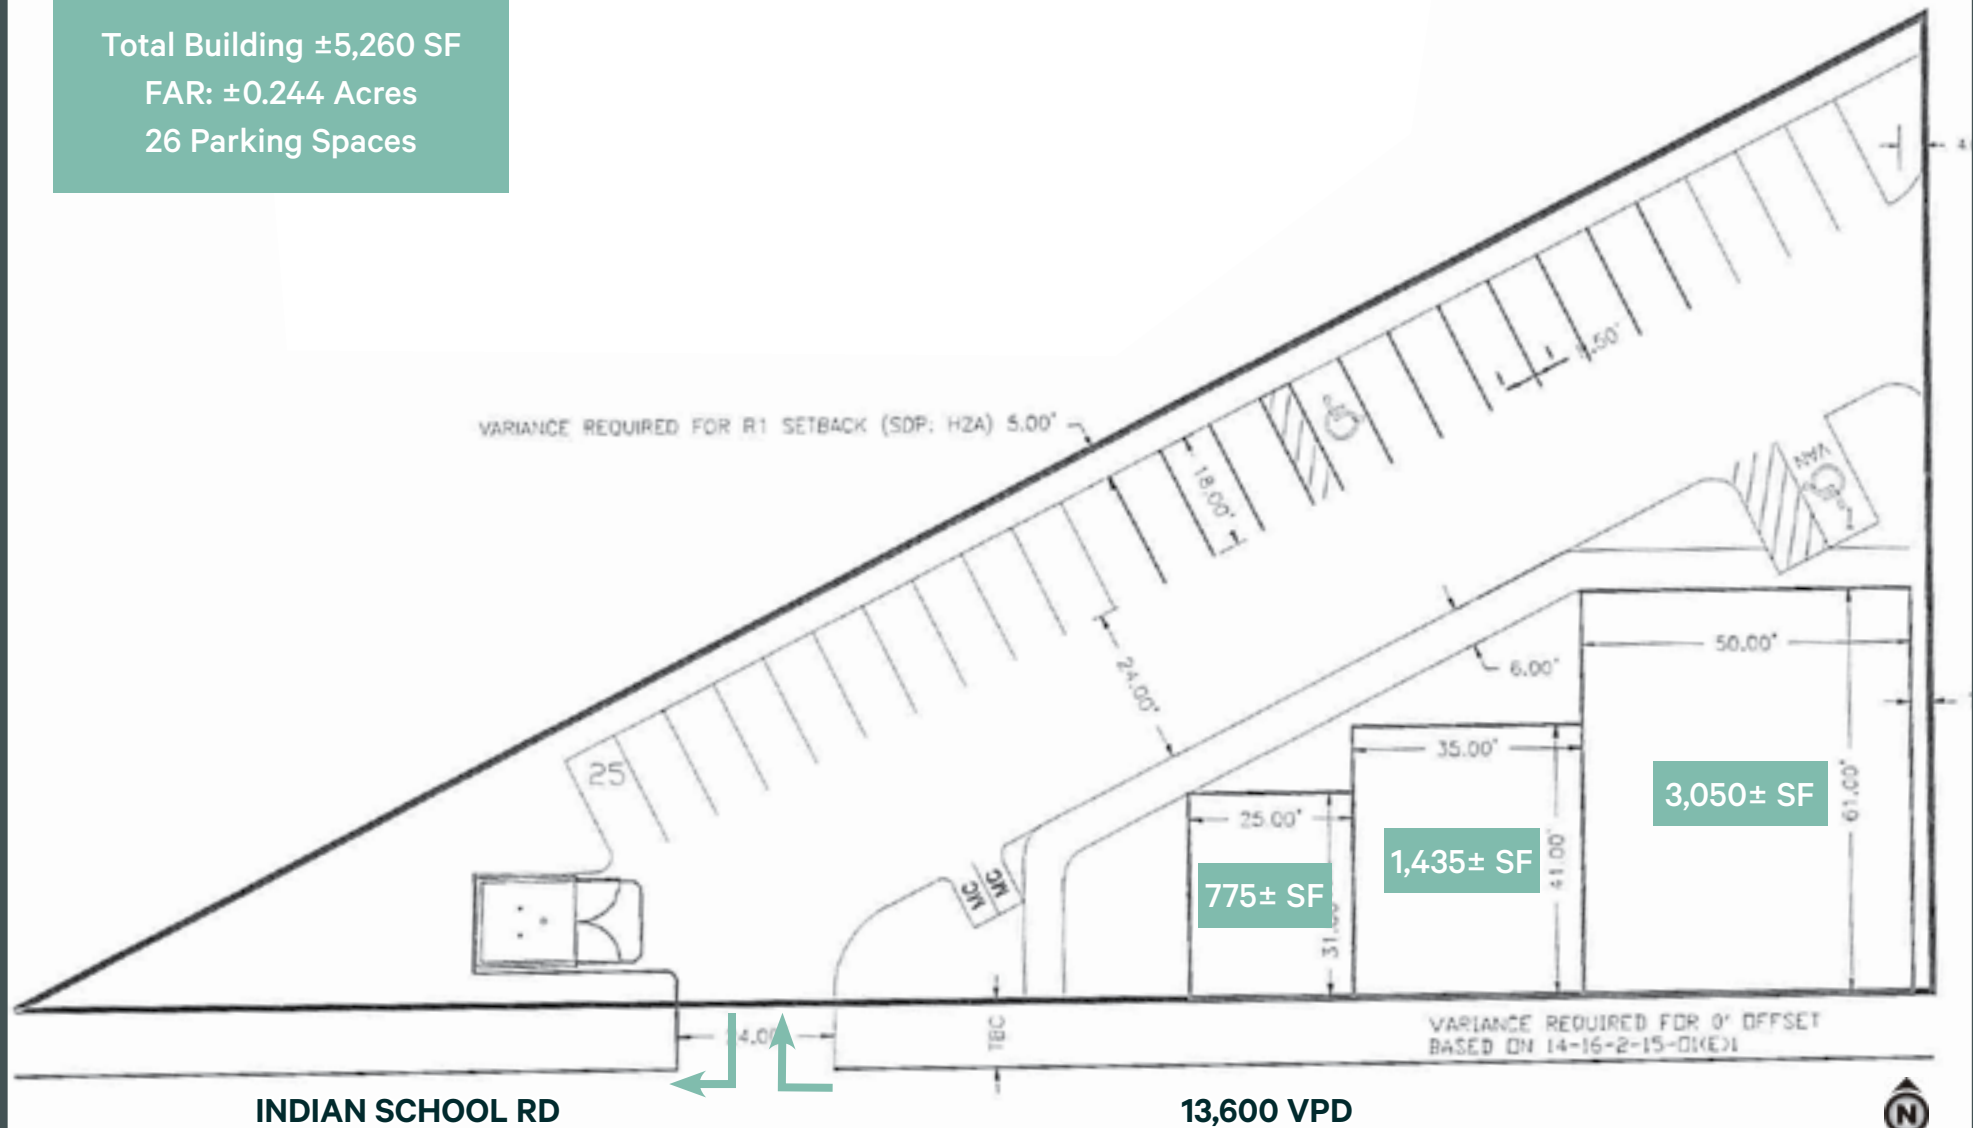 Total Building ±5,260 SF
FAR: ±0.244 Acres
26 Parking Spaces
VARIANCE REQUIRED FOR R1 SETBACK (SDP: H2A) 5.00'
.50'
18.00'
VAN
24.00'
6.00'
50.00'
35.00'
25.00'
61.00'
41.00'
3,050± SF
1,435± SF
775± SF
25
MC
MC
TBC
VARIANCE REQUIRED FOR 0' OFFSET
BASED ON 14-16-2-15-01(E)1
INDIAN SCHOOL RD
13,600 VPD
N